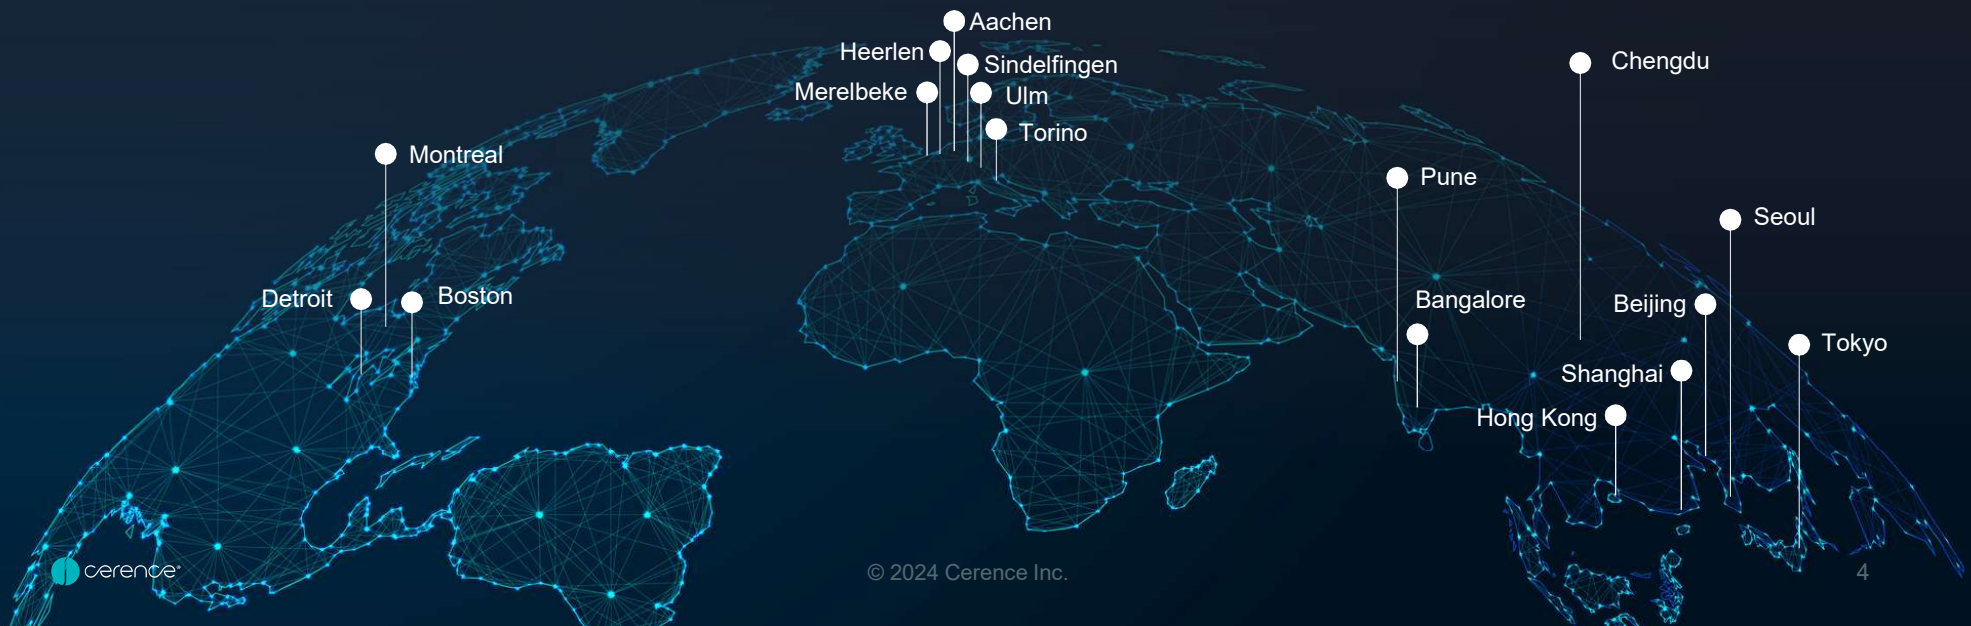 Aachen
Heerlen
Sindelfingen
Merelbeke
Ulm
Torino
Chengdu
Montreal
Pune
Seoul
Detroit
Boston
Bangalore
Beijing
Tokyo
Shanghai
Hong Kong
cerence
© 2024 Cerence Inc.
4